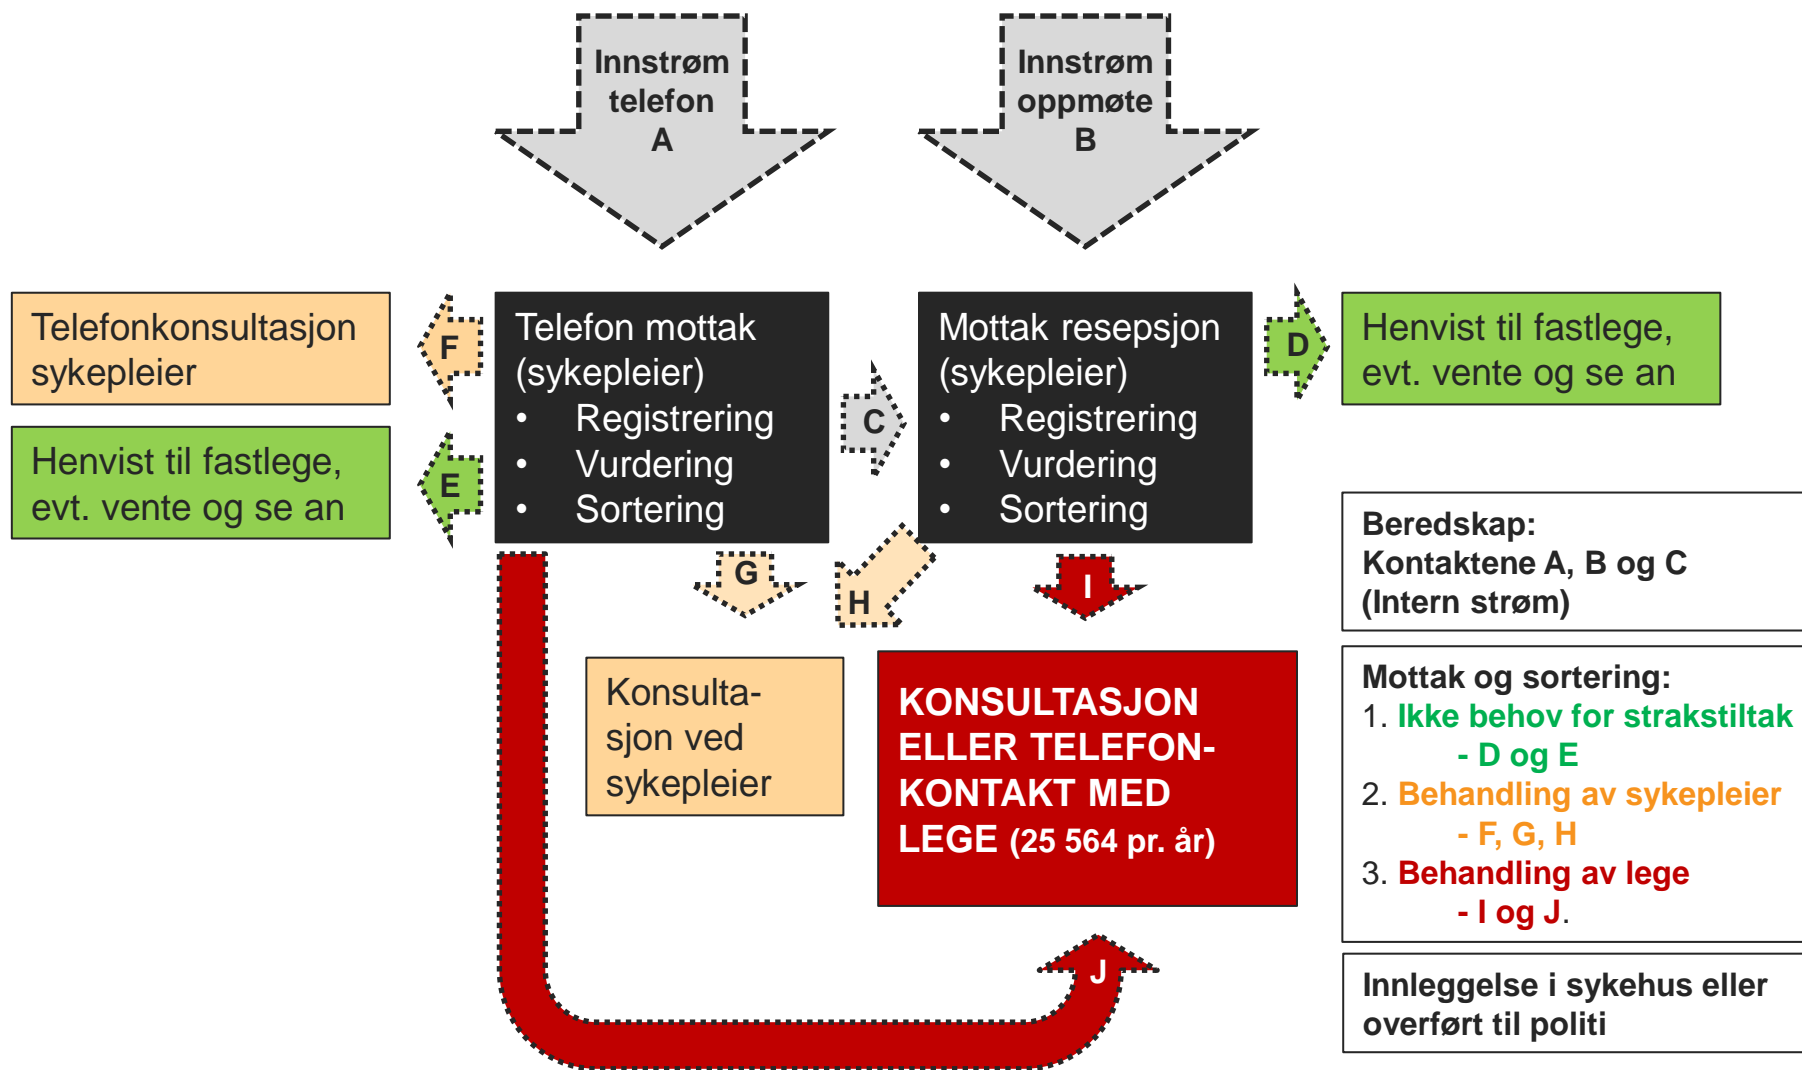 Innstrøm
telefon
A
Innstrøm
oppmøte
B
Telefonkonsultasjon
sykepleier
F
Henvist til fastlege,
evt. vente og se an
E
Telefon mottak
(sykepleier)
• Registrering
• Vurdering
• Sortering
C
Mottak resepsjon
(sykepleier)
• Registrering
• Vurdering
• Sortering
D
Henvist til fastlege,
evt. vente og se an
G
H
I
Konsulta-
sjon ved
sykepleier
KONSULTASJON
ELLER TELEFON-
KONTAKT MED
LEGE (25 564 pr. år)
J
Beredskap:
Kontaktene A, B og C
(Intern strøm)
Mottak og sortering:
1. Ikke behov for strakstiltak
- D og E
2. Behandling av sykepleier
- F, G, H
3. Behandling av lege
- I og J.
Innleggelse i sykehus eller
overført til politi